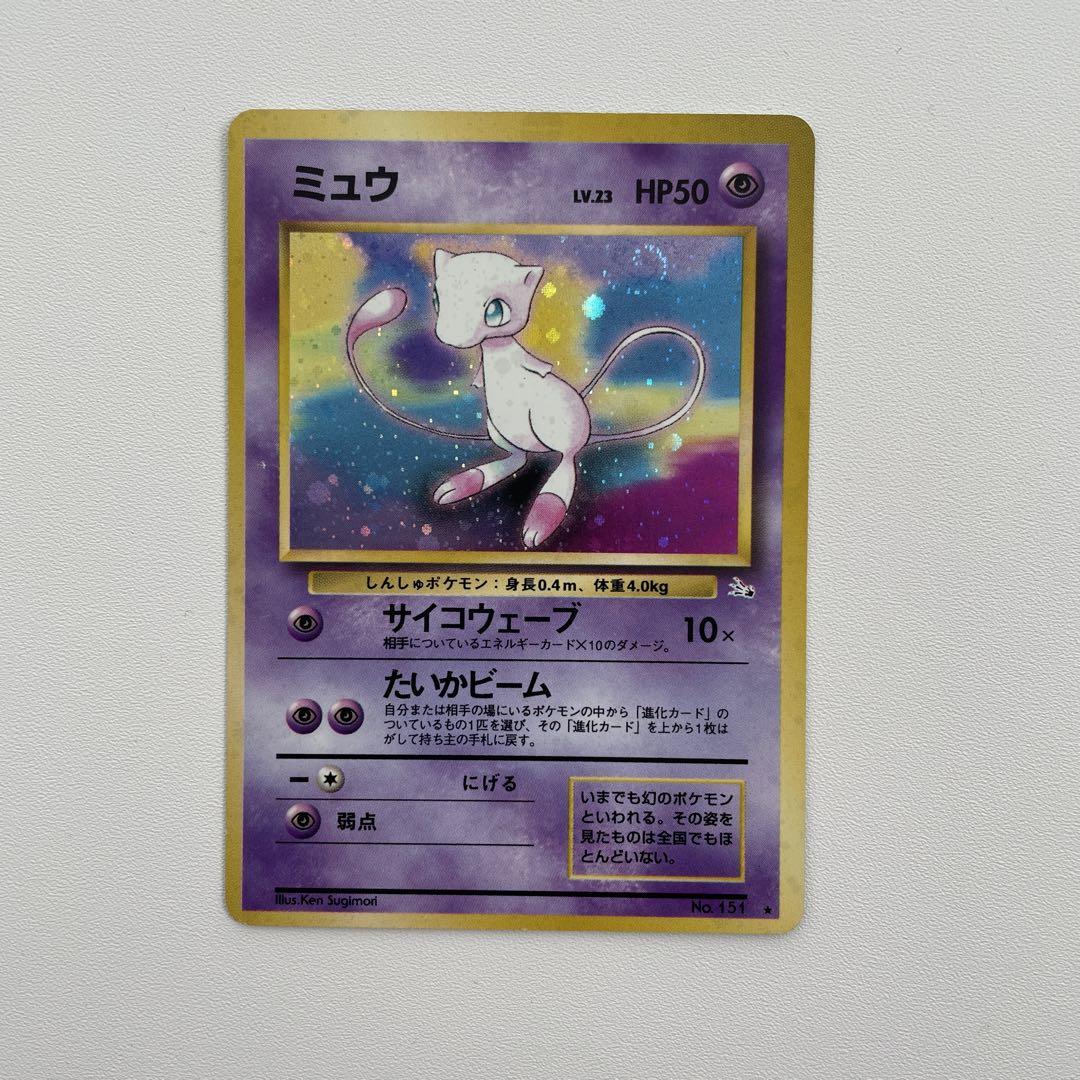 ミュウ LV.23 HP50
しんしゅポケモン：身長0.4m、体重4.0kg
サイコウェーブ 10×
相手についているエネルギーカード×10のダメージ。
たいかビーム
自分または相手の場にいるポケモンの中から「進化カード」の
ついているもの1匹を選び、その「進化カード」を上から1枚は
がして持ち主の手札に戻す。
にげる
弱点
いまでも幻のポケモン
といわれる。その姿を
見たものは全国でもほ
とんどいない。
Illus.Ken Sugimori
No. 151 ★